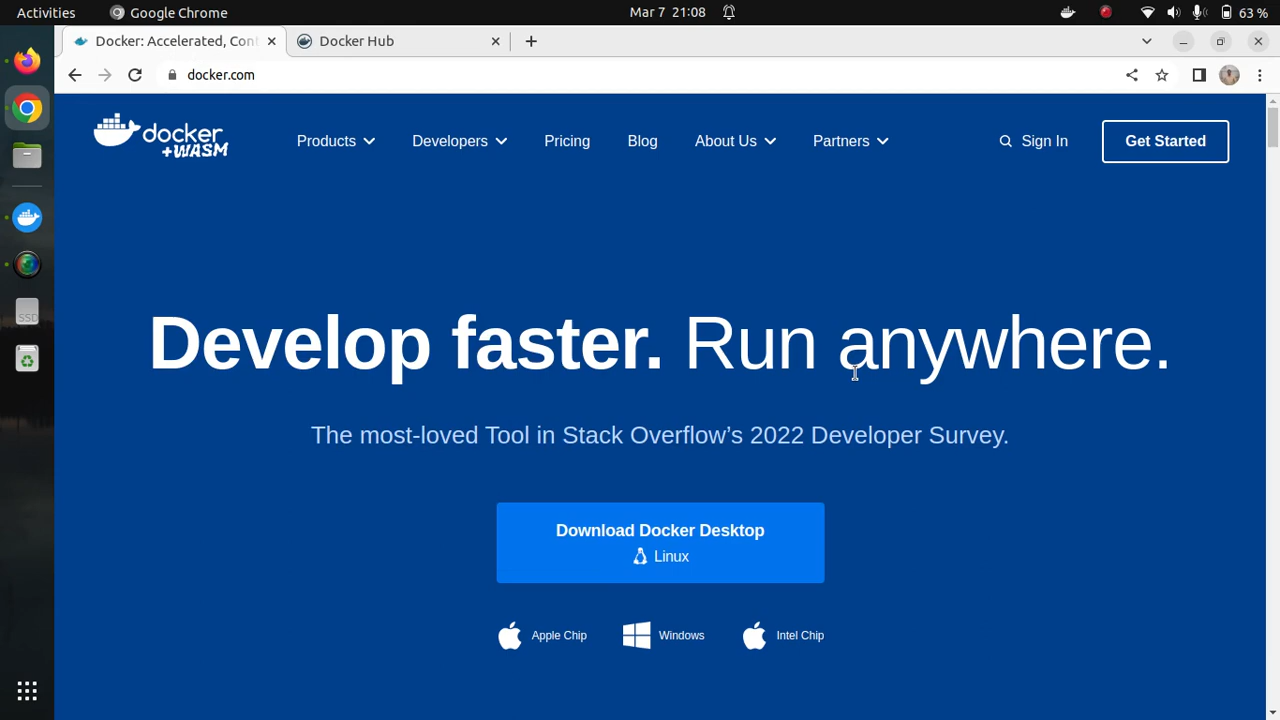 Activities Google Chrome Mar 7 21:08 63 %
Docker: Accelerated, Cont Docker Hub
docker.com
docker +WASM
Products Developers Pricing Blog About Us Partners Sign In Get Started
Develop faster. Run anywhere.
The most-loved Tool in Stack Overflow’s 2022 Developer Survey.
Download Docker Desktop
Linux
Apple Chip Windows Intel Chip
SSD